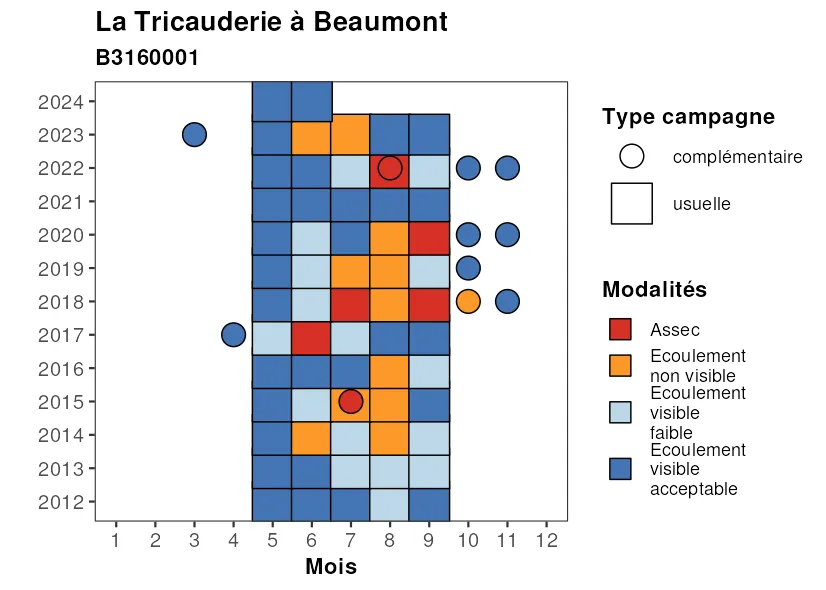 La Tricauderie à Beaumont
B3160001
2024
2023
2022
2021
2020
2019
2018
2017
2016
2015
2014
2013
2012
1 2 3 4 5 6 7 8 9 10 11 12
Mois
Type campagne
complémentaire
usuelle
Modalités
Assec
Ecoulement
non visible
Ecoulement
visible
faible
Ecoulement
visible
acceptable